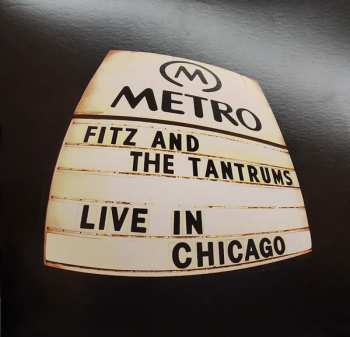 M
METRO
FITZ AND
THE TANTRUMS
LIVE IN
CHICAGO